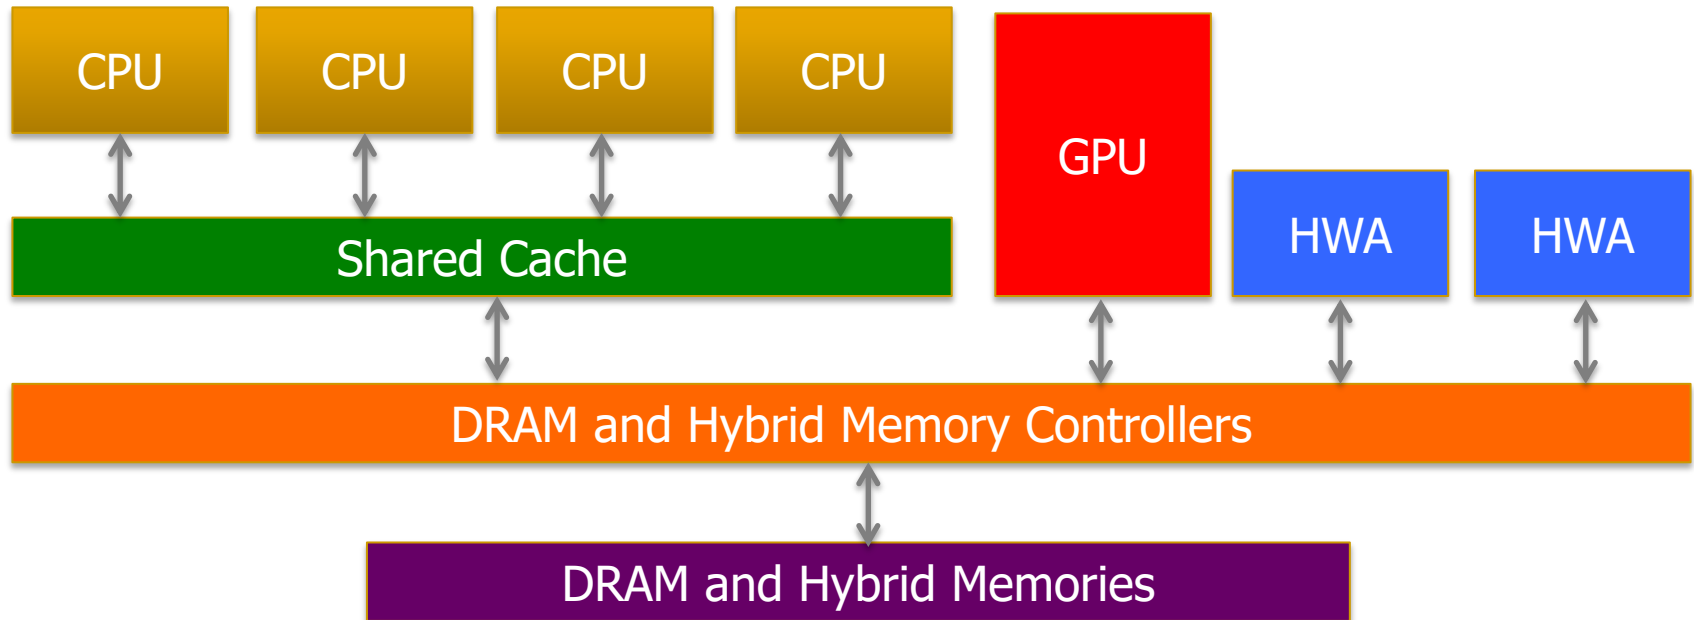 CPU
CPU
CPU
CPU
GPU
HWA
HWA
Shared Cache
DRAM and Hybrid Memory Controllers
DRAM and Hybrid Memories